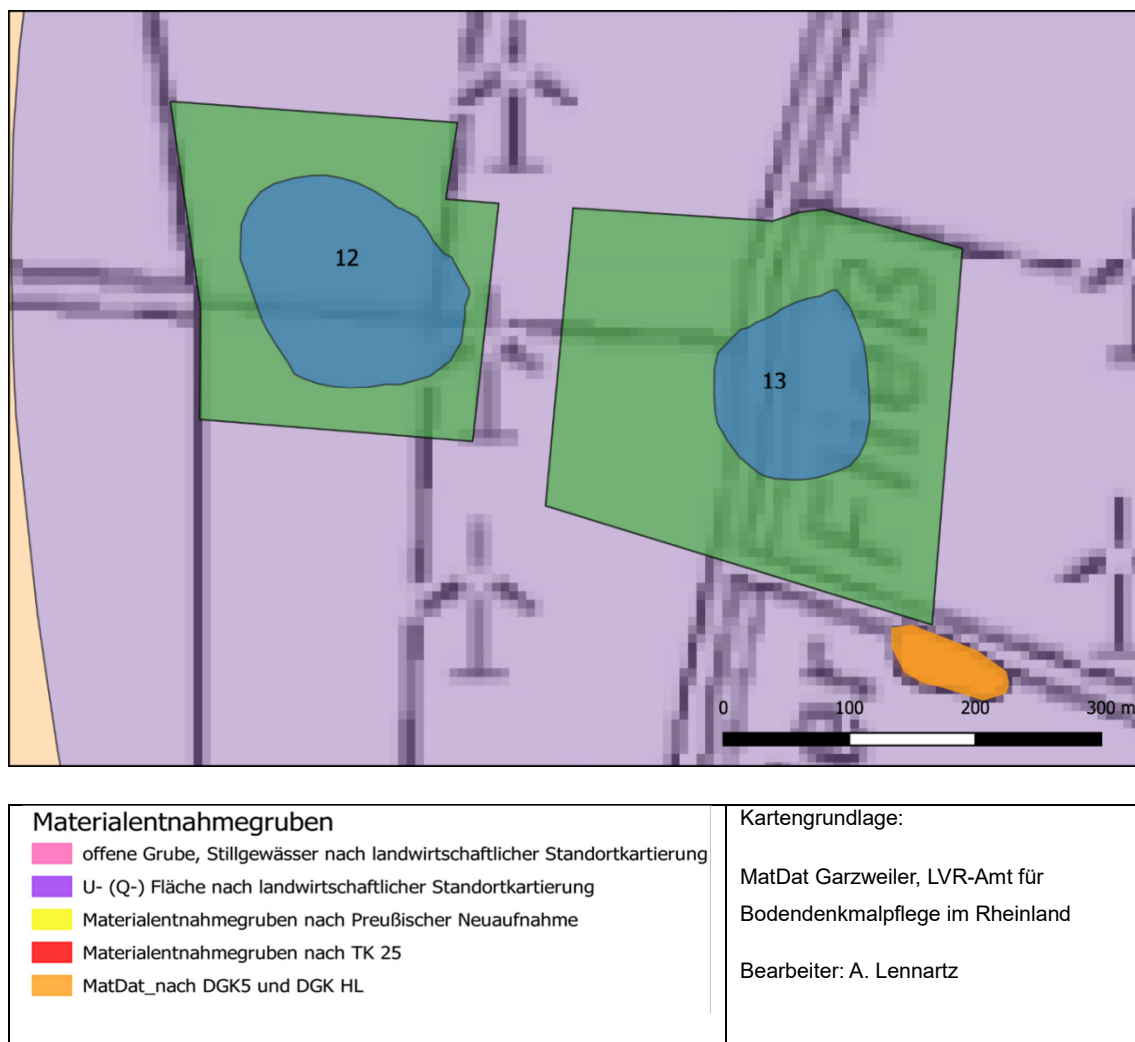 12
13
Frieß
0 100 200 300 m
Materialentnahmegruben
offene Grube, Stillgewässer nach landwirtschaftlicher Standortkartierung
U- (Q-) Fläche nach landwirtschaftlicher Standortkartierung
Materialentnahmegruben nach Preußischer Neuaufnahme
Materialentnahmegruben nach TK 25
MatDat_nach DGK5 und DGK HL
Kartengrundlage:
MatDat Garzweiler, LVR-Amt für
Bodendenkmalpflege im Rheinland
Bearbeiter: A. Lennartz